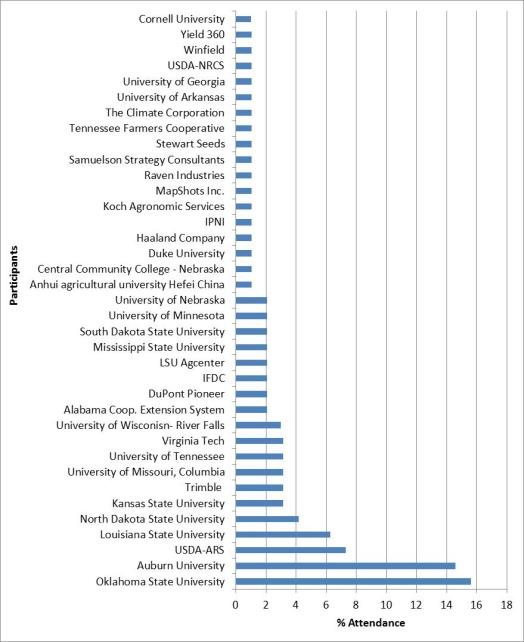 Cornell University
Yield 360
Winfield
USDA-NRCS
University of Georgia
University of Arkansas
The Climate Corporation
Tennessee Farmers Cooperative
Stewart Seeds
Samuelson Strategy Consultants
Raven Industries
MapShots Inc.
Koch Agronomic Services
IPNI
Haaland Company
Duke University
Central Community College - Nebraska
Anhui agricultural university Hefei China
University of Nebraska
University of Minnesota
South Dakota State University
Mississippi State University
LSU Agcenter
IFDC
DuPont Pioneer
Alabama Coop. Extension System
University of Wiconisn- River Falls
Virginia Tech
University of Tennessee
University of Missouri, Columbia
Trimble
Kansas State University
North Dakota State University
Louisiana State University
USDA-ARS
Auburn University
Oklahoma State University
Participants
0 2 4 6 8 10 12 14 16 18
% Attendance